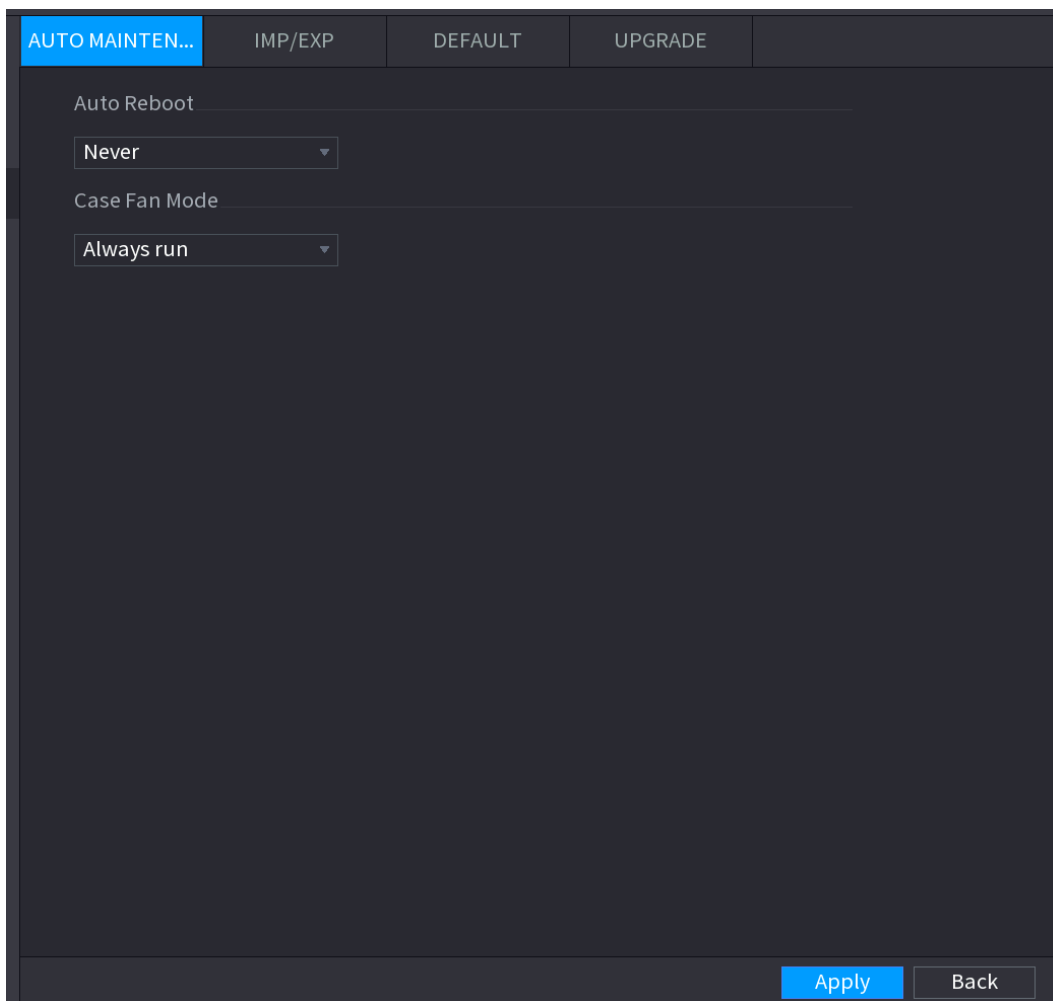 AUTO MAINTEN... IMP/EXP DEFAULT UPGRADE
Auto Reboot
Never
Case Fan Mode
Always run
Apply Back